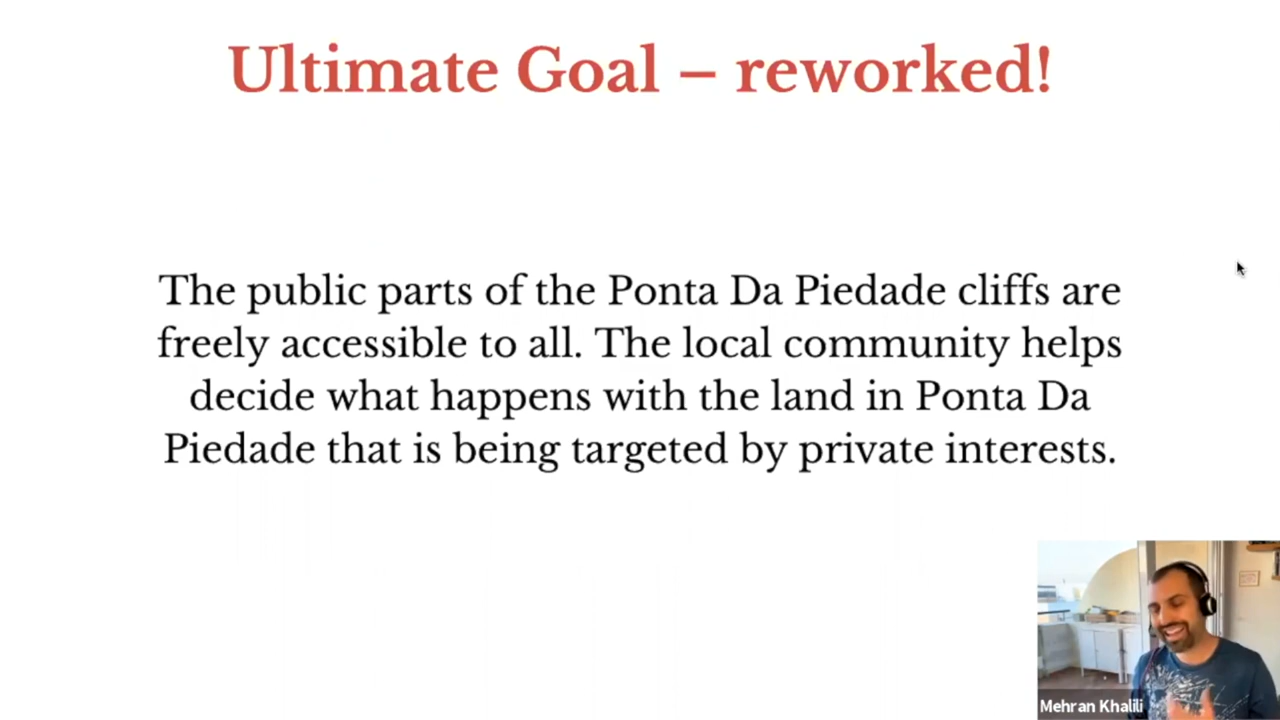 Ultimate Goal – reworked!
The public parts of the Ponta Da Piedade cliffs are
freely accessible to all. The local community helps
decide what happens with the land in Ponta Da
Piedade that is being targeted by private interests.
Mehran Khalili